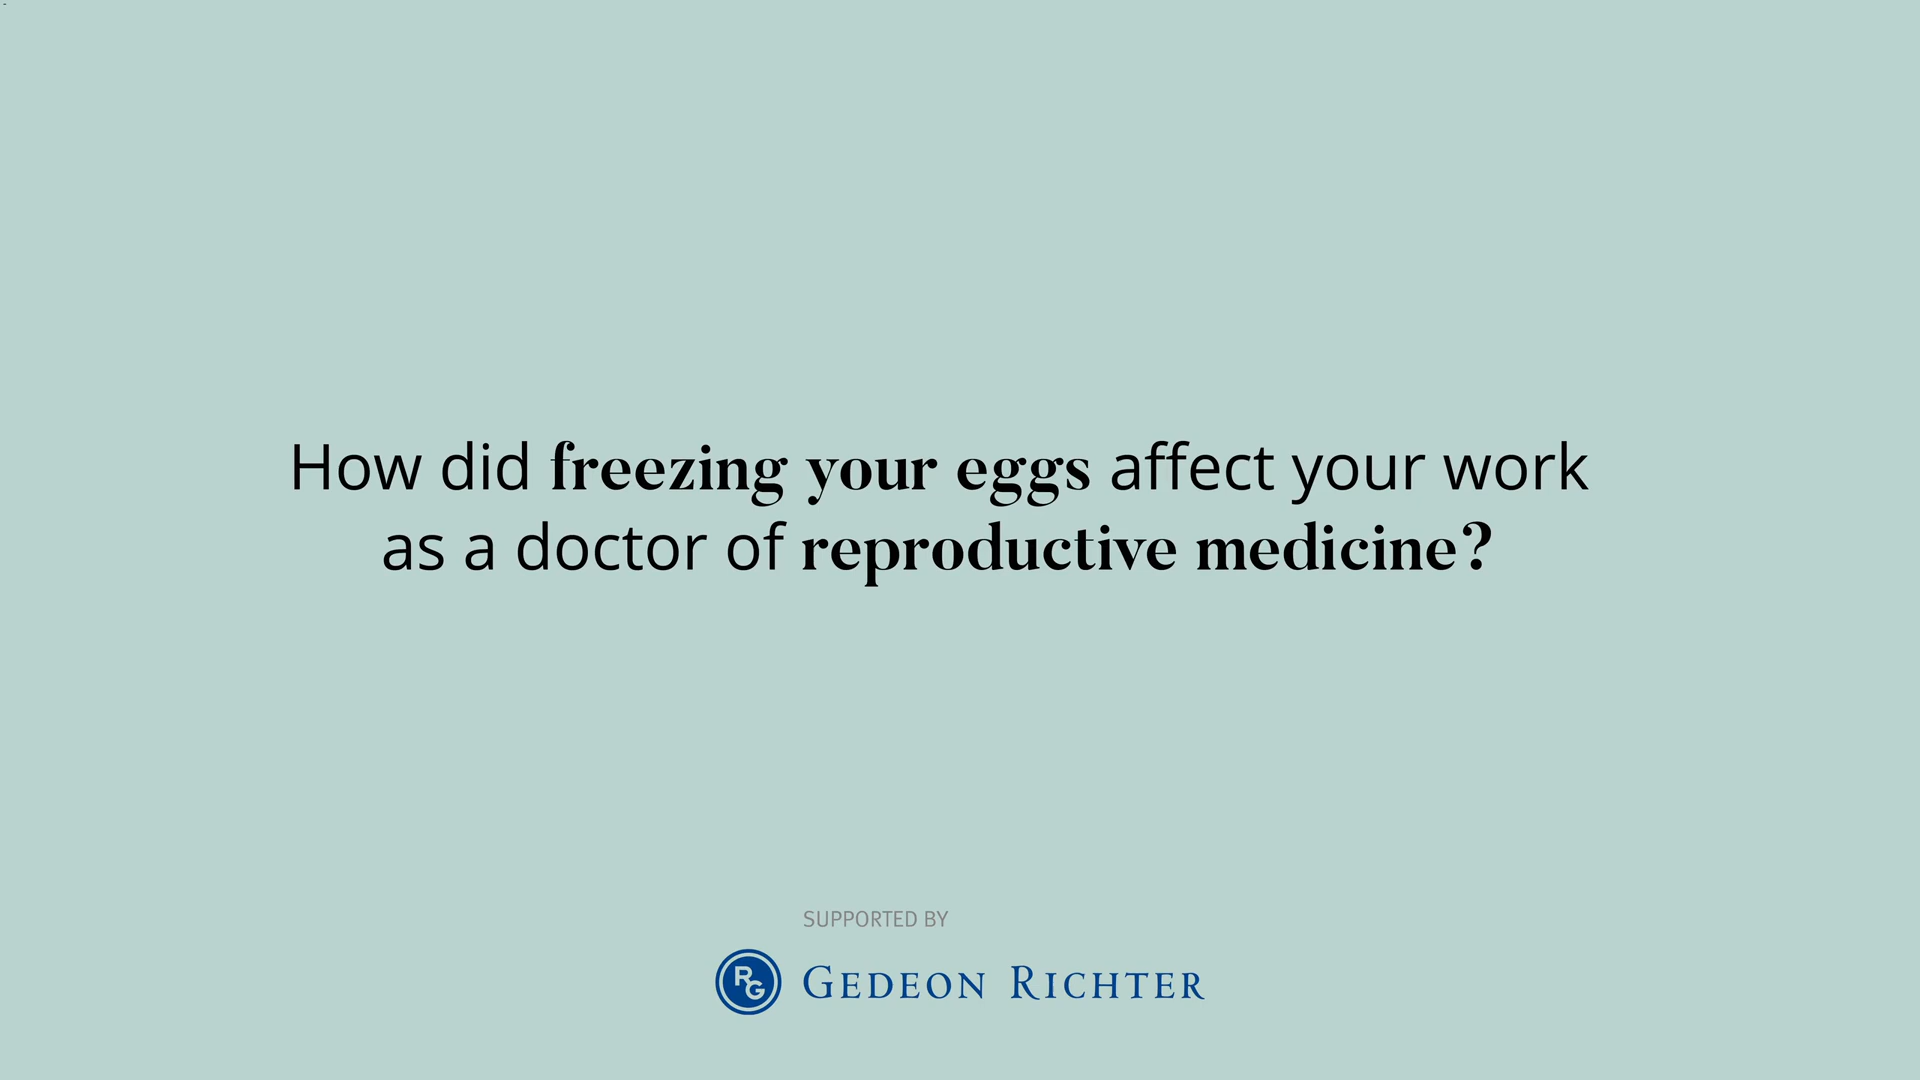 How did freezing your eggs affect your work
as a doctor of reproductive medicine?
SUPPORTED BY
RG GEDEON RICHTER